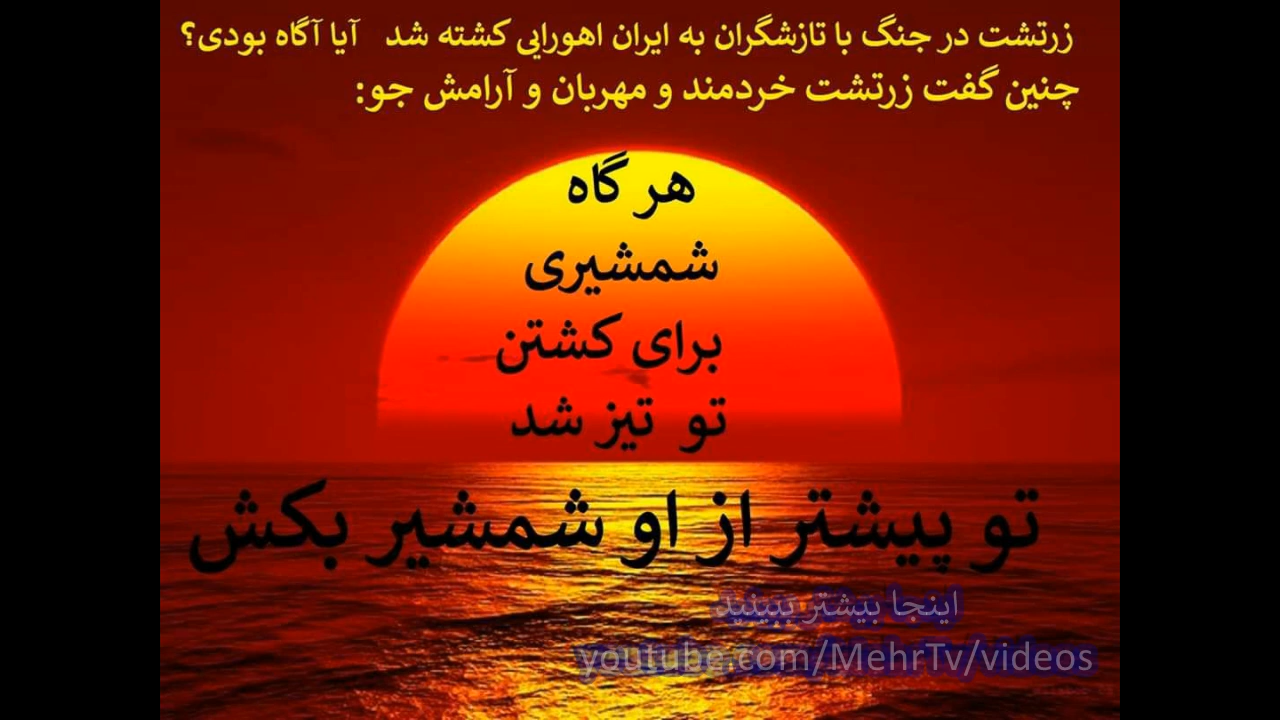 زرتشت در جنگ با تازشگران به ایران اهورایی کشته شد آیا آگاه بودی؟
چنین گفت زرتشت خردمند و مهربان و آرامش جو:
هر گاه
شمشیری
برای کشتن
تو تیز شد
تو پیشتر از او شمشیر بکش
اینجا بیشتر ببینید
youtube.com/MehrTv/videos